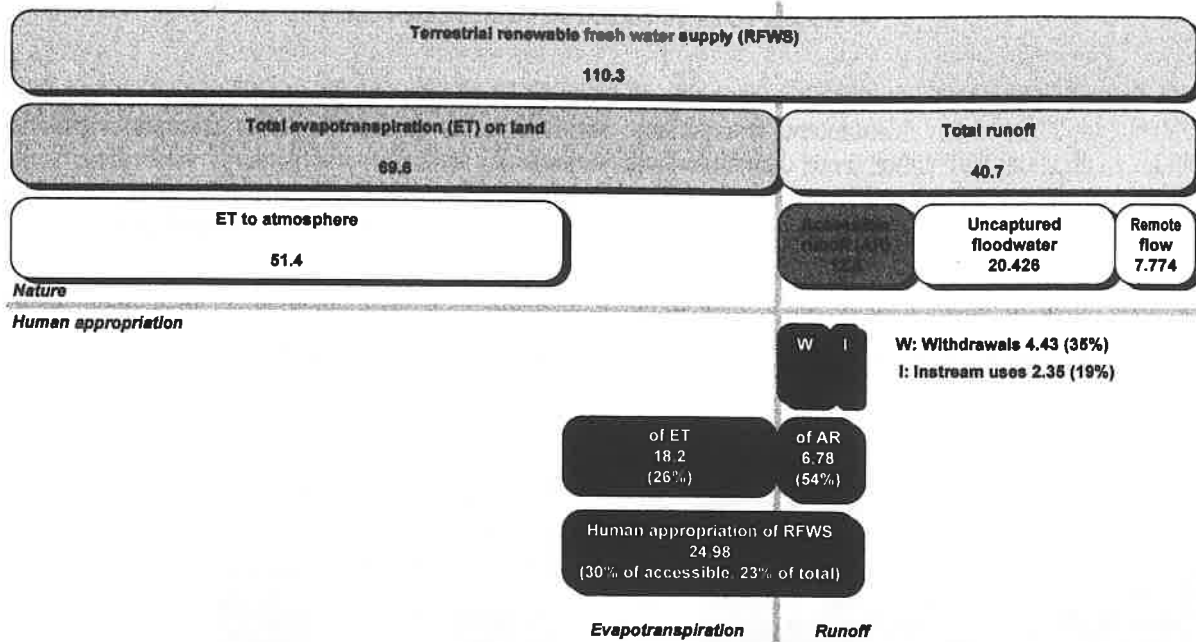 Terrestrial renewable fresh water supply (RFWS)
110.3
Total evapotranspiration (ET) on land
69.6
Total runoff
40.7
ET to atmosphere
51.4
Accessible
runoff (AR)
Uncaptured
floodwater
20.426
Remote
flow
7.774
Nature
Human appropriation
W I
W: Withdrawals 4.43 (35%)
I: Instream uses 2.35 (19%)
of ET
18.2
(26%)
of AR
6.78
(54%)
Human appropriation of RFWS
24.98
(30% of accessible, 23% of total)
Evapotranspiration
Runoff